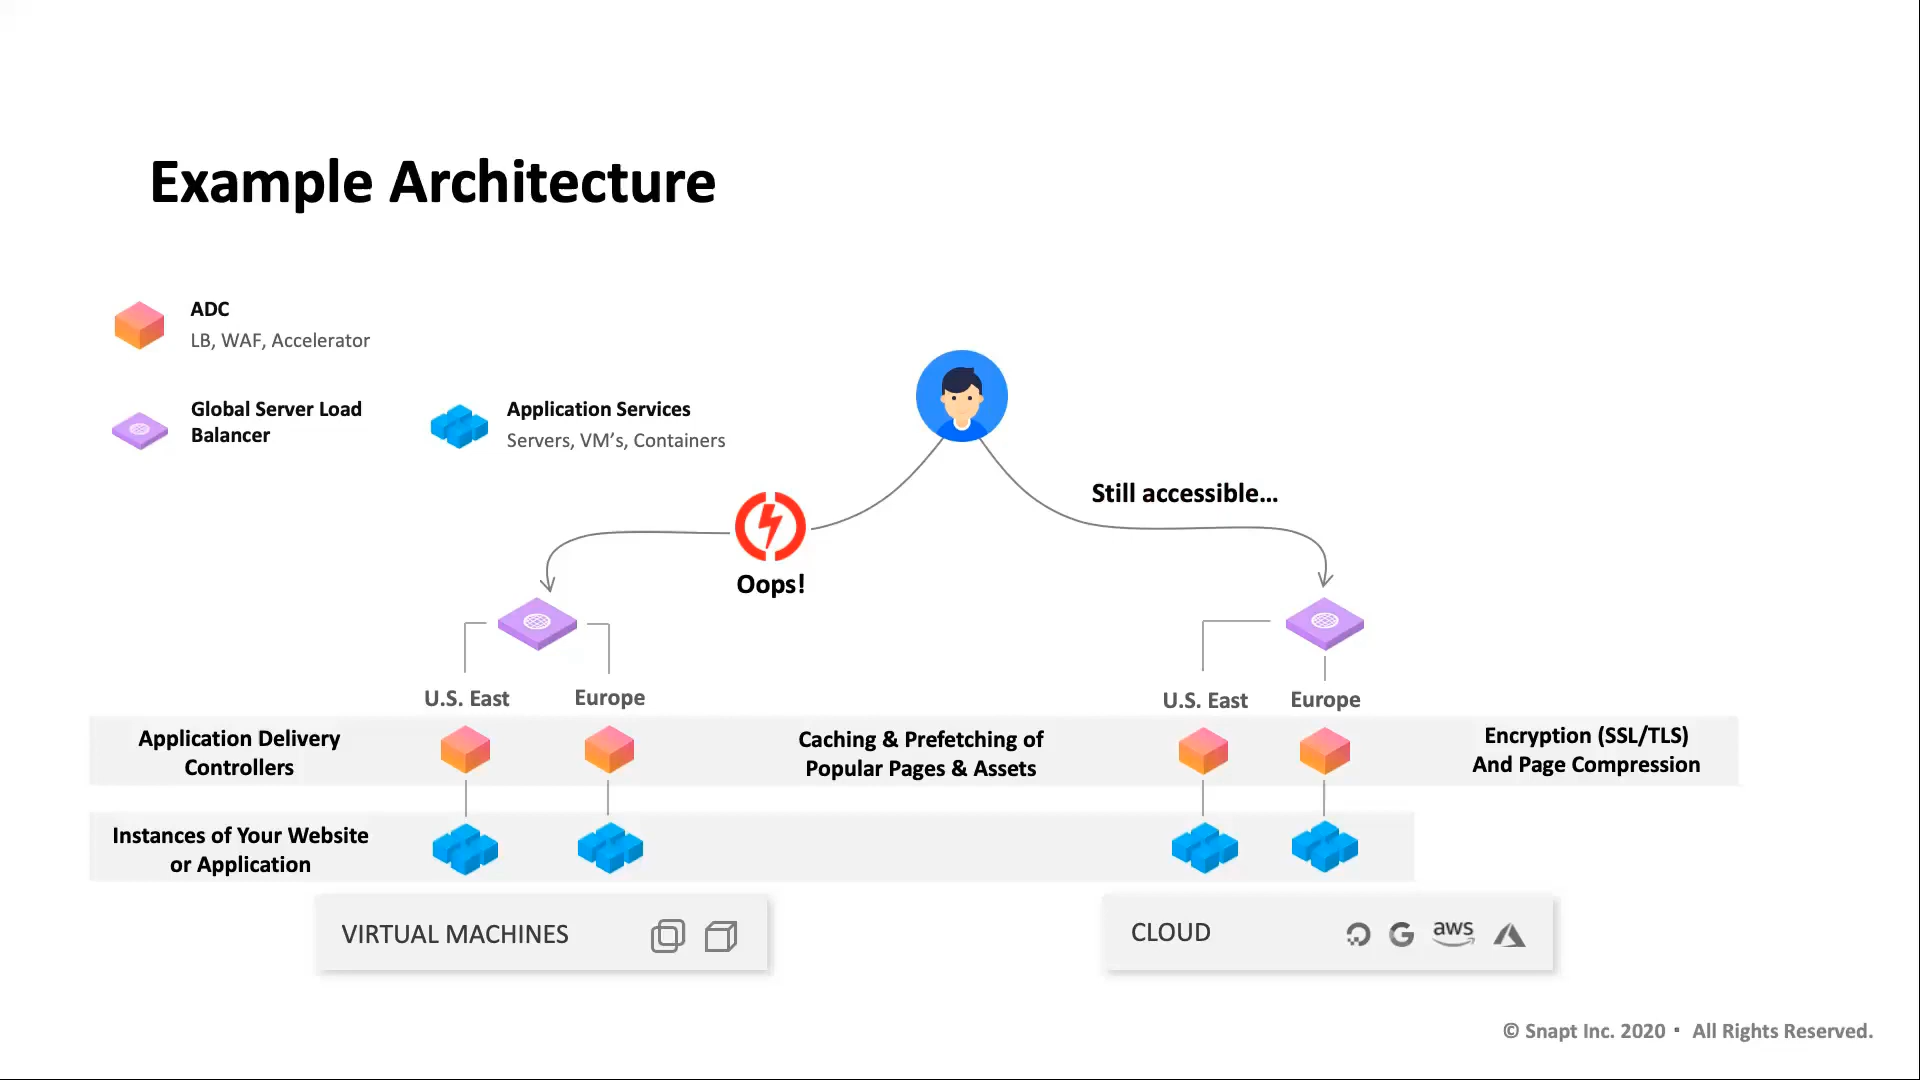 Example Architecture
ADC
LB, WAF, Accelerator
Global Server Load
Balancer
Application Services
Servers, VM’s, Containers
Still accessible...
Oops!
U.S. East
Europe
U.S. East
Europe
Application Delivery
Controllers
Caching & Prefetching of
Popular Pages & Assets
Encryption (SSL/TLS)
And Page Compression
Instances of Your Website
or Application
VIRTUAL MACHINES
CLOUD
aws
© Snapt Inc. 2020 · All Rights Reserved.